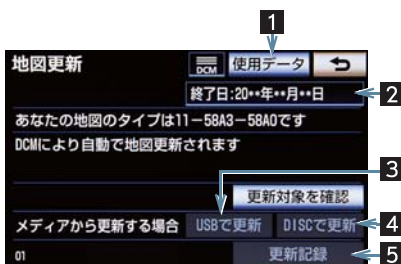 1
地図更新 DCM 使用データ
終了日:20••年••月••日 2
あなたの地図のタイプは11-58A3-58A0です
DCMにより自動で地図更新されます
3
更新対象を確認
メディアから更新する場合 USBで更新 DISCで更新 4
01 更新記録 5